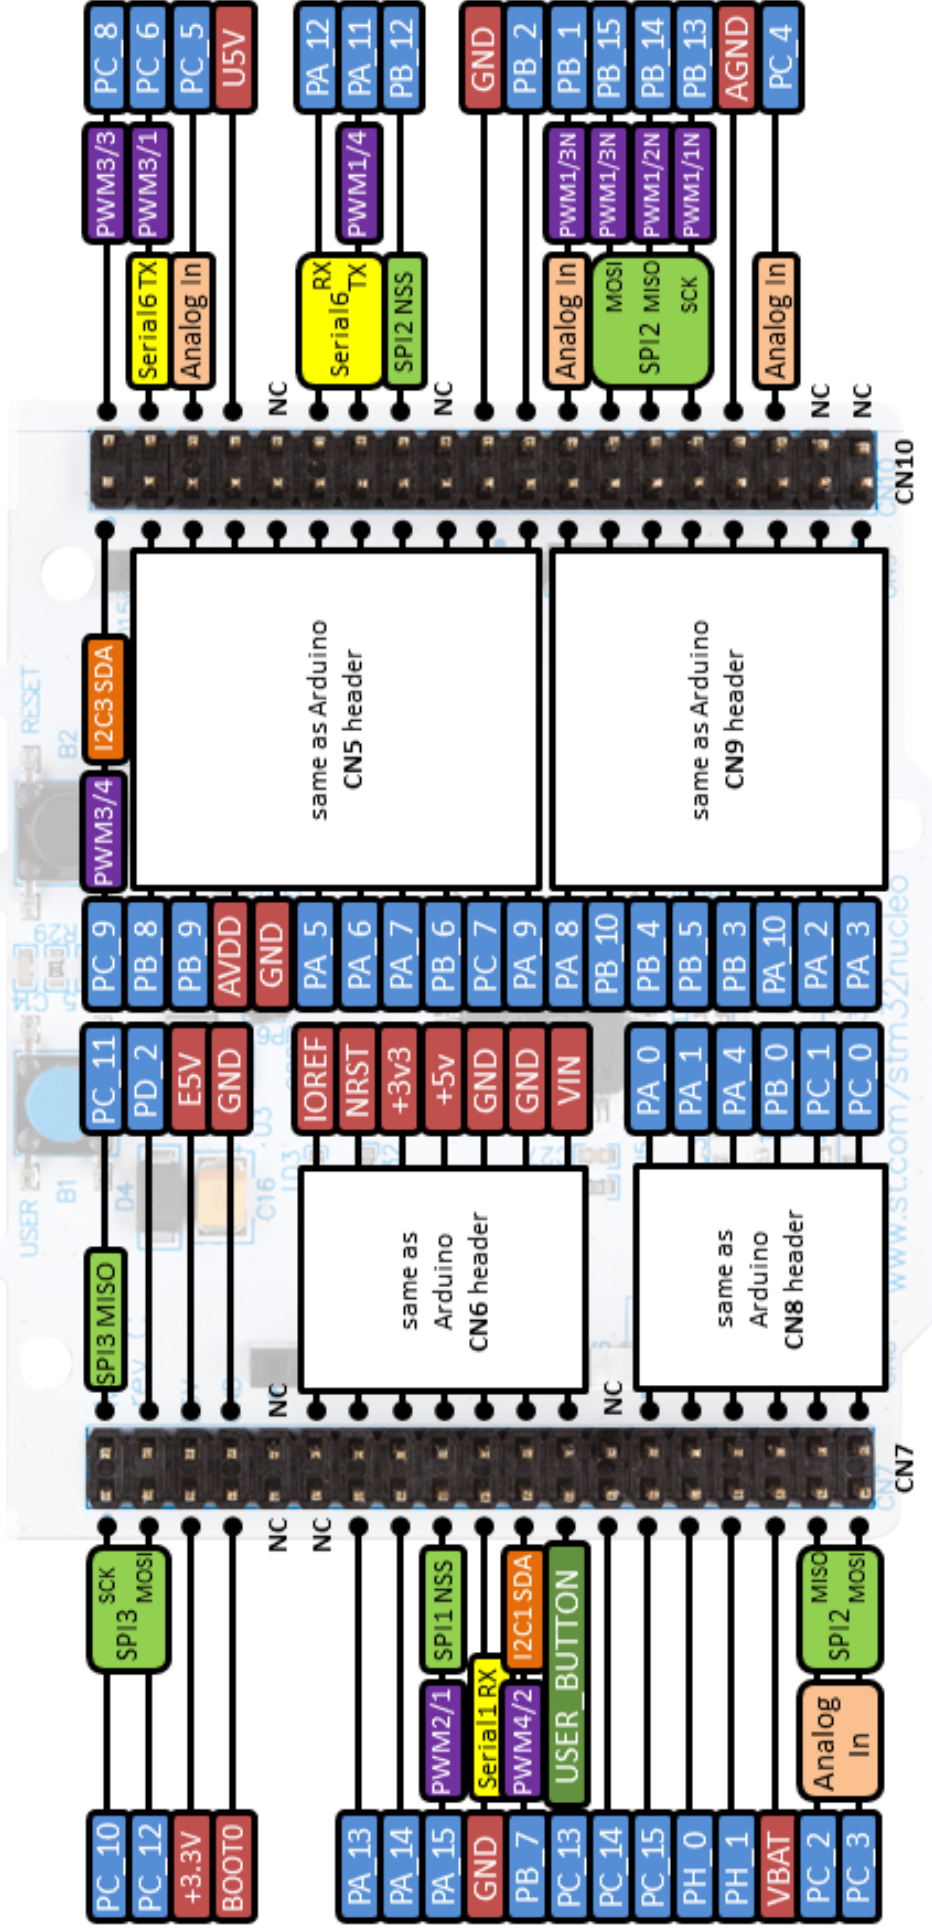 PC_8
PC_6
PC_5
U5V
PA_12
PA_11
PB_12
GND
PB_2
PB_1
PB_15
PB_14
PB_13
AGND
PC_4
PWM3/3
PWM3/1
PWM1/4
PWM1/3N
PWM1/3N
PWM1/2N
PWM1/1N
Serial6 TX
Analog In
Serial6 RX
TX
SPI2 NSS
Analog In
SPI2 MOSI
MISO
SCK
Analog In
NC
NC
NC
NC
CN10
CN10
I2C3 SDA
PWM3/4
same as Arduino
CN5 header
same as Arduino
CN9 header
RESET
B2
PC_9
PB_8
PB_9
AVDD
GND
PA_5
PA_6
PA_7
PB_6
PC_7
PA_9
PA_8
PB_10
PB_4
PB_5
PB_3
PA_10
PA_2
PA_3
PC_11
PD_2
E5V
GND
IOREF
NRST
+3v3
+5v
GND
GND
VIN
PA_0
PA_1
PA_4
PB_0
PC_1
PC_0
USER
B1
D4
C16
www.st.com/stm32nucleo
SPI3 MISO
same as
Arduino
CN6 header
same as
Arduino
CN8 header
NC
NC
CN7
CN7
NC
NC
SPI3 SCK
MOSI
SPI1 NSS
I2C1 SDA
SPI2 MISO
MOSI
PWM2/1
Serial1 RX
PWM4/2
USER_BUTTON
Analog
In
PC_10
PC_12
+3.3V
BOOT0
PA_13
PA_14
PA_15
GND
PB_7
PC_13
PC_14
PC_15
PH_0
PH_1
VBAT
PC_2
PC_3